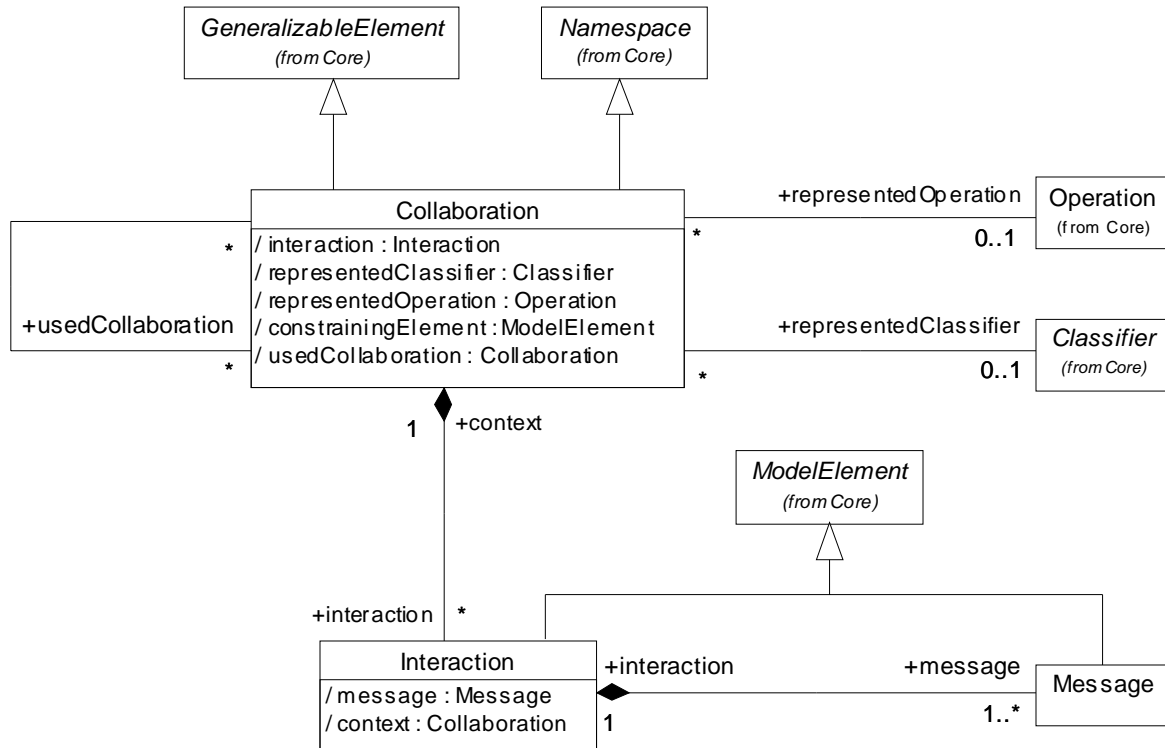 GeneralizableElement
(from Core)
Namespace
(from Core)
Collaboration
/ interaction : Interaction
/ representedClassifier : Classifier
/ representedOperation : Operation
/ constrainingElement : ModelElement
/ usedCollaboration : Collaboration
*
+usedCollaboration
*
+representedOperation
*
0..1
Operation
(from Core)
+representedClassifier
*
0..1
Classifier
(from Core)
1
+context
ModelElement
(from Core)
+interaction
*
Interaction
/ message : Message
/ context : Collaboration
+interaction
1
+message
1..*
Message